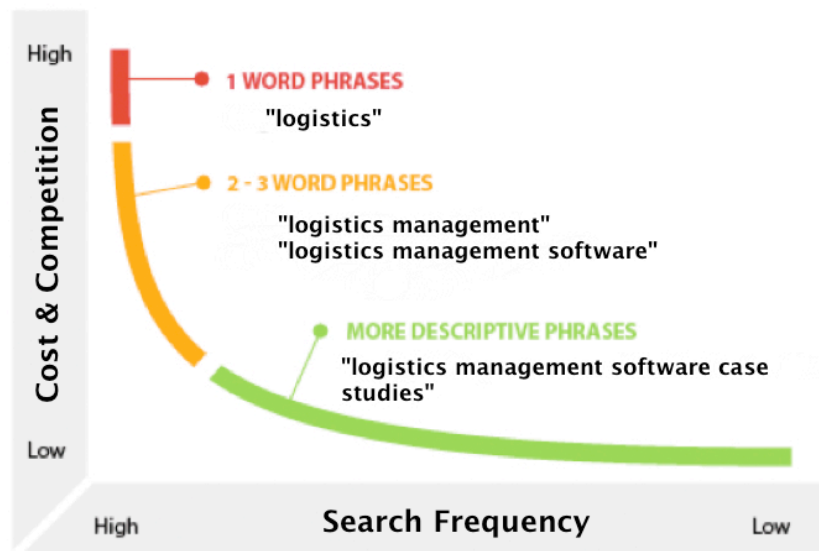 High
1 WORD PHRASES
"logistics"
Cost & Competition
2 - 3 WORD PHRASES
"logistics management"
"logistics management software"
MORE DESCRIPTIVE PHRASES
"logistics management software case
studies"
Low
High
Search Frequency
Low